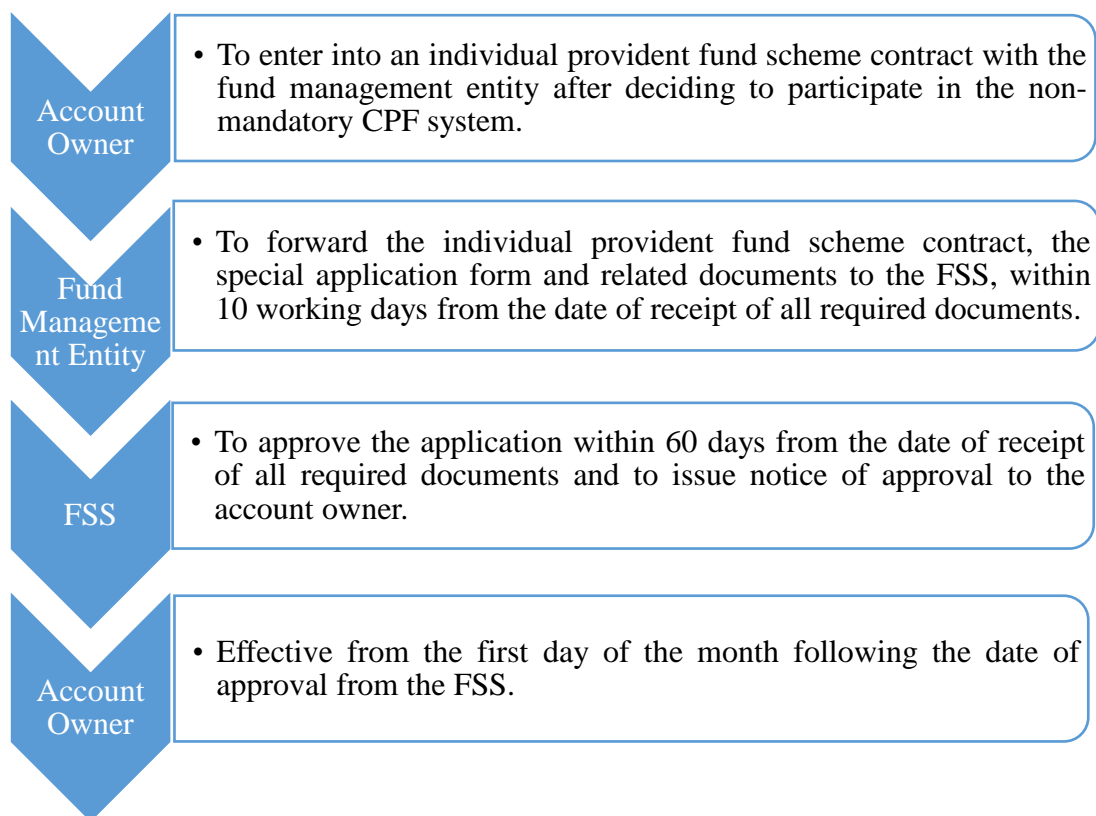 Account
Owner
• To enter into an individual provident fund scheme contract with the
fund management entity after deciding to participate in the non-
mandatory CPF system.
Fund
Manageme
nt Entity
• To forward the individual provident fund scheme contract, the
special application form and related documents to the FSS, within
10 working days from the date of receipt of all required documents.
FSS
• To approve the application within 60 days from the date of receipt
of all required documents and to issue notice of approval to the
account owner.
Account
Owner
• Effective from the first day of the month following the date of
approval from the FSS.